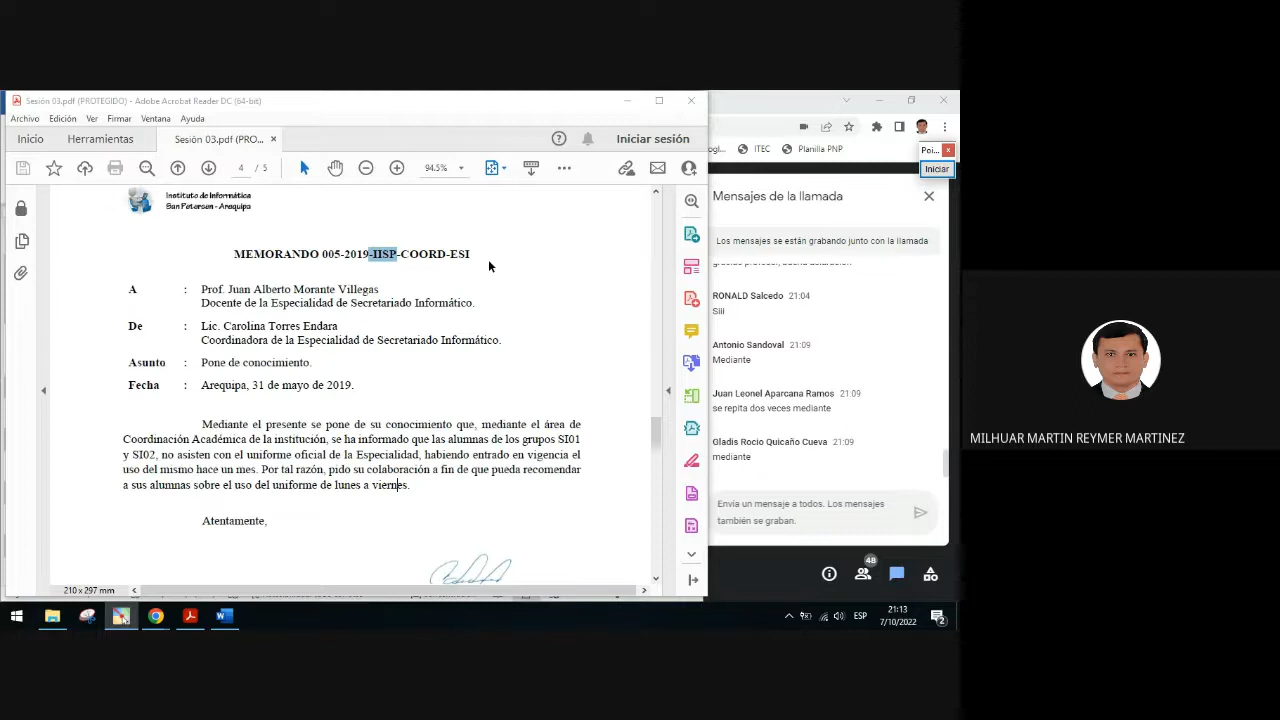 Sesión 03.pdf (PROTEGIDO) - Adobe Acrobat Reader DC (64-bit)
Archivo Edición Ver Firmar Ventana Ayuda
Inicio Herramientas Sesión 03.pdf (PRO... × Iniciar sesión
4 / 5 94.5%
Instituto de Informática
San Peterson - Arequipa
MEMORANDO 005-2019-IISP-COORD-ESI
A : Prof. Juan Alberto Morante Villegas
Docente de la Especialidad de Secretariado Informático.
De : Lic. Carolina Torres Endara
Coordinadora de la Especialidad de Secretariado Informático.
Asunto : Pone de conocimiento.
Fecha : Arequipa, 31 de mayo de 2019.
Mediante el presente se pone de su conocimiento que, mediante el área de
Coordinación Académica de la institución, se ha informado que las alumnas de los grupos SI01
y SI02, no asisten con el uniforme oficial de la Especialidad, habiendo entrado en vigencia el
uso del mismo hace un mes. Por tal razón, pido su colaboración a fin de que pueda recomendar
a sus alumnas sobre el uso del uniforme de lunes a viernes.
Atentamente,
210 x 297 mm
ITEC Planilla PNP
Poi...
Iniciar
Mensajes de la llamada
Los mensajes se están grabando junto con la llamada
RONALD Salcedo 21:04
Siii
Antonio Sandoval 21:09
Mediante
Juan Leonel Aparcana Ramos 21:09
se repita dos veces mediante
Gladis Rocio Quicaño Cueva 21:09
mediante
Envía un mensaje a todos. Los mensajes
también se graban.
48
ESP
21:13
7/10/2022
2
MILHUAR MARTIN REYMER MARTINEZ